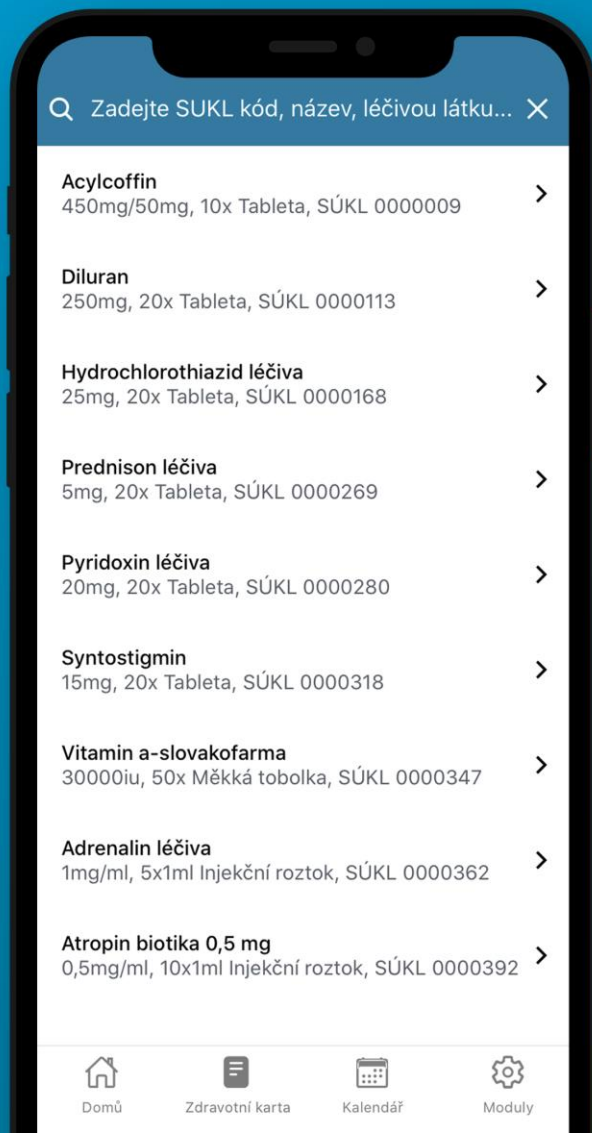 Zadejte SUKL kód, název, léčivou látku...
Acylcoffin
450mg/50mg, 10x Tableta, SÚKL 0000009
Diluran
250mg, 20x Tableta, SÚKL 0000113
Hydrochlorothiazid léčiva
25mg, 20x Tableta, SÚKL 0000168
Prednison léčiva
5mg, 20x Tableta, SÚKL 0000269
Pyridoxin léčiva
20mg, 20x Tableta, SÚKL 0000280
Syntostigmin
15mg, 20x Tableta, SÚKL 0000318
Vitamin a-slovakofarma
30000iu, 50x Měkká tobolka, SÚKL 0000347
Adrenalin léčiva
1mg/ml, 5x1ml Injekční roztok, SÚKL 0000362
Atropin biotika 0,5 mg
0,5mg/ml, 10x1ml Injekční roztok, SÚKL 0000392
Domů Zdravotní karta Kalendář Moduly